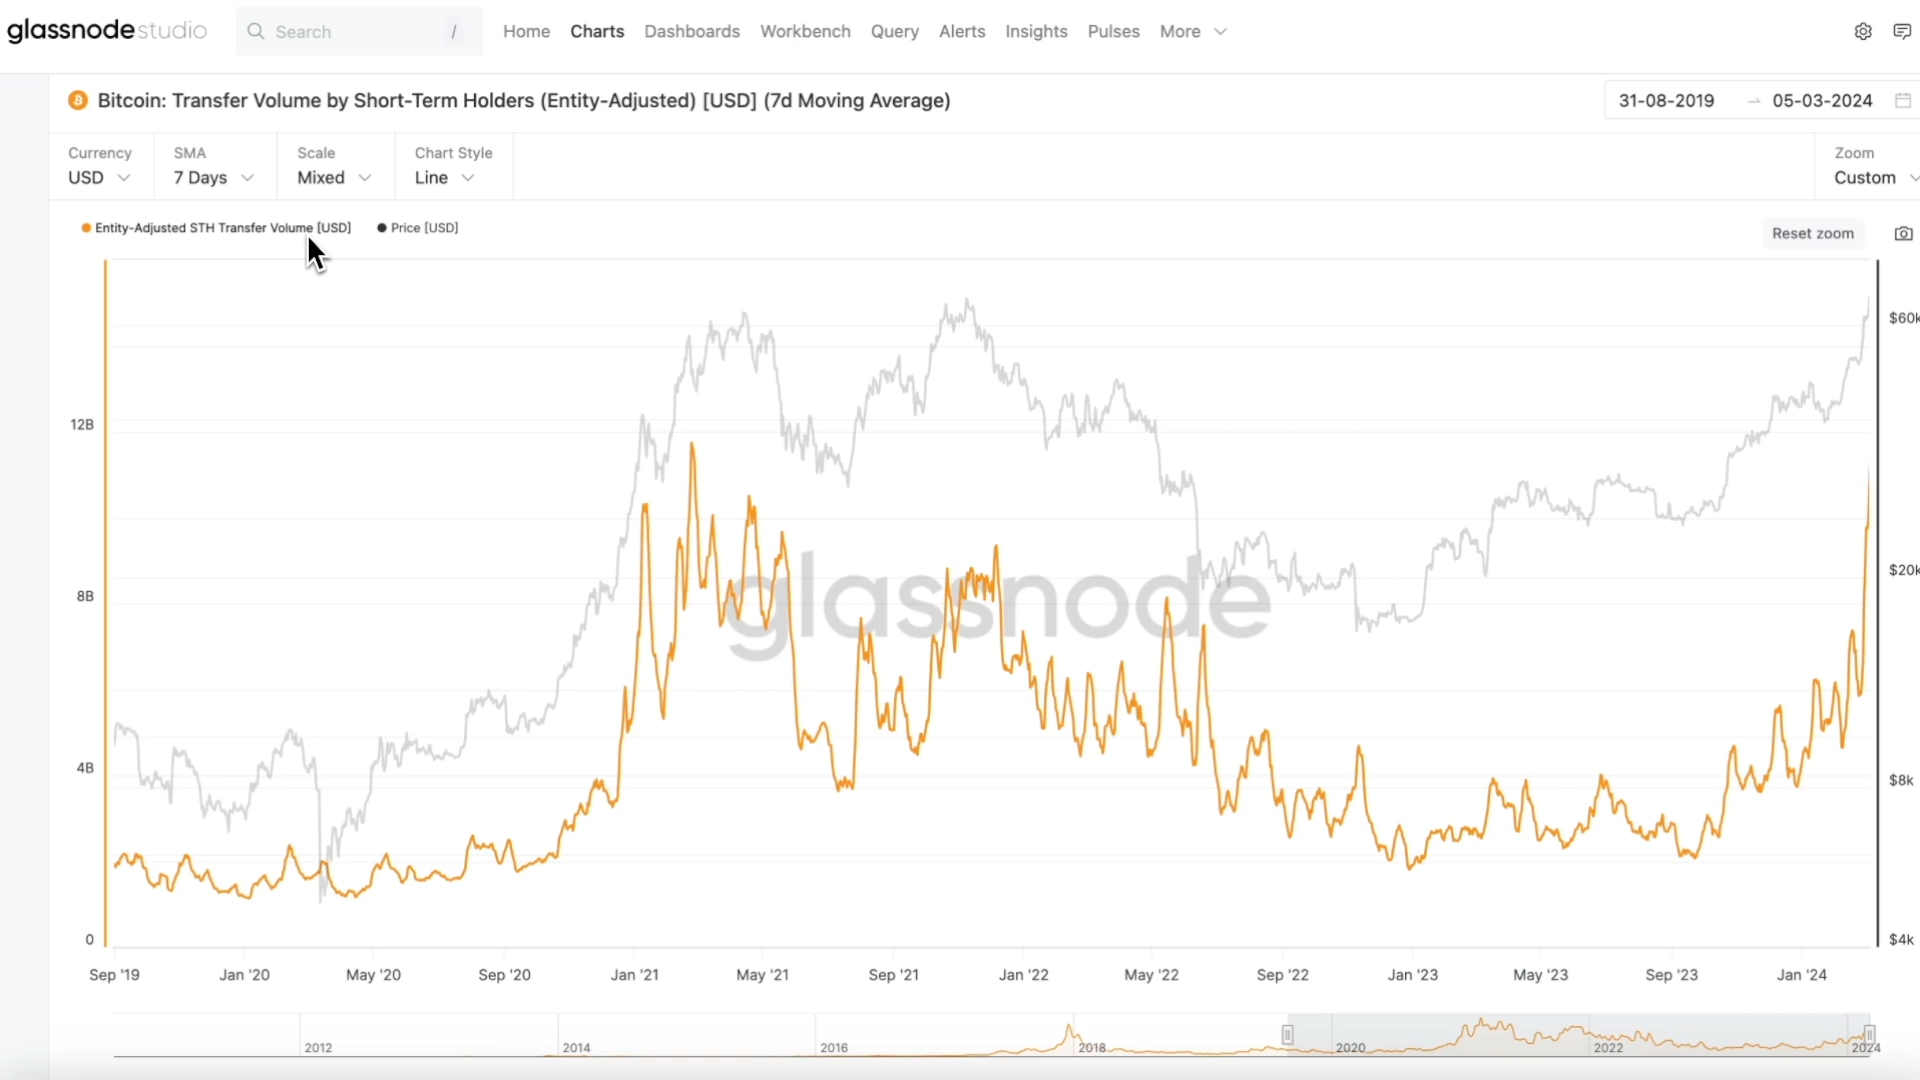 glassnodestudio Search / Home Charts Dashboards Workbench Query Alerts Insights Pulses More
Bitcoin: Transfer Volume by Short-Term Holders (Entity-Adjusted) [USD] (7d Moving Average) 31-08-2019 → 05-03-2024
Currency SMA Scale Chart Style Zoom
USD 7 Days Mixed Line Custom
Entity-Adjusted STH Transfer Volume [USD] Price [USD] Reset zoom
$60k
12B
$20k
8B
glassnode
4B
$8k
0
$4k
Sep '19 Jan '20 May '20 Sep '20 Jan '21 May '21 Sep '21 Jan '22 May '22 Sep '22 Jan '23 May '23 Sep '23 Jan '24
2012 2014 2016 2018 2020 2022 2024